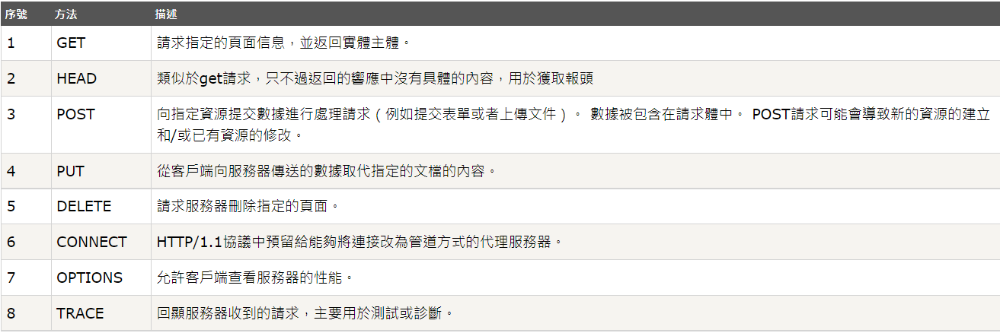 序號 方法 描述
1 GET 請求指定的頁面信息，並返回實體主體。
2 HEAD 類似於get請求，只不過返回的響應中沒有具體的內容，用於獲取報頭
3 POST 向指定資源提交數據進行處理請求（例如提交表單或者上傳文件）。 數據被包含在請求體中。 POST請求可能會導致新的資源的建立
和/或已有資源的修改。
4 PUT 從客戶端向服務器傳送的數據取代指定的文檔的內容。
5 DELETE 請求服務器刪除指定的頁面。
6 CONNECT HTTP/1.1協議中預留給能夠將連接改為管道方式的代理服務器。
7 OPTIONS 允許客戶端查看服務器的性能。
8 TRACE 回顯服務器收到的請求，主要用於測試或診斷。